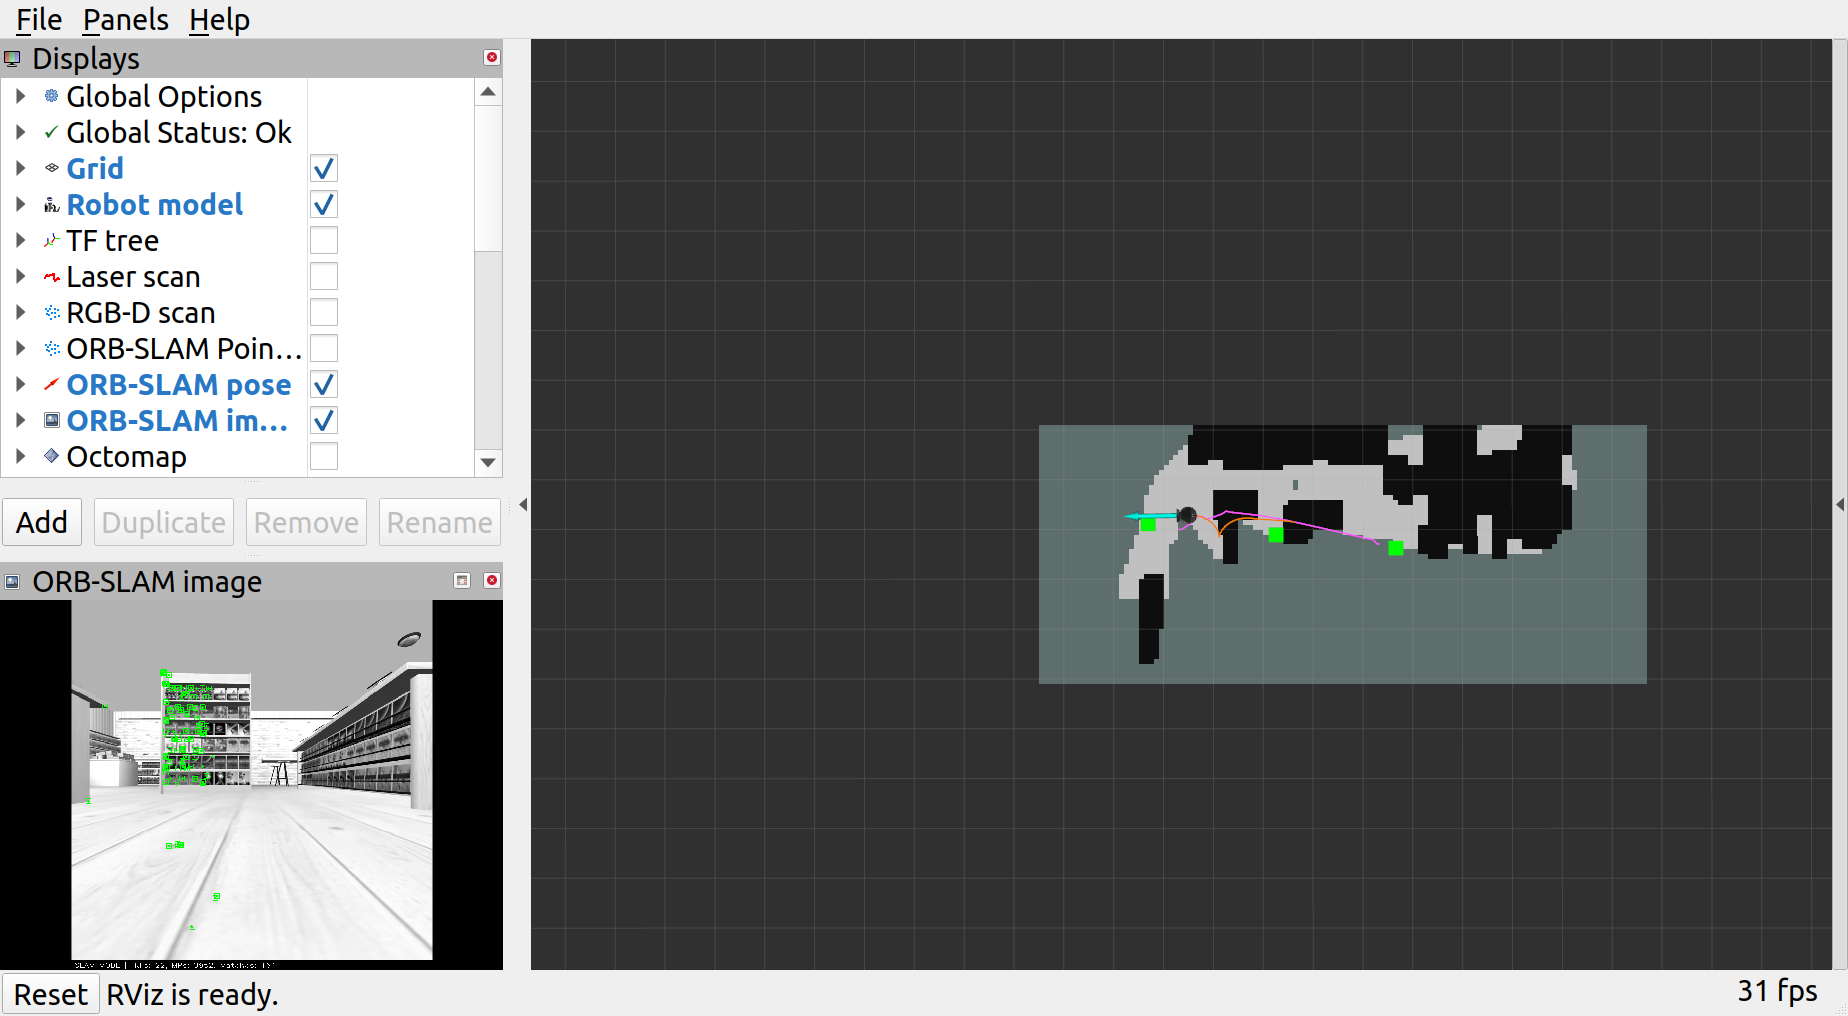 File Panels Help
Displays
Global Options
Global Status: Ok
Grid
Robot model
TF tree
Laser scan
RGB-D scan
ORB-SLAM Poin...
ORB-SLAM pose
ORB-SLAM im...
Octomap
Add Duplicate Remove Rename
ORB-SLAM image
SLAM MODE |
Reset RViz is ready.
31 fps